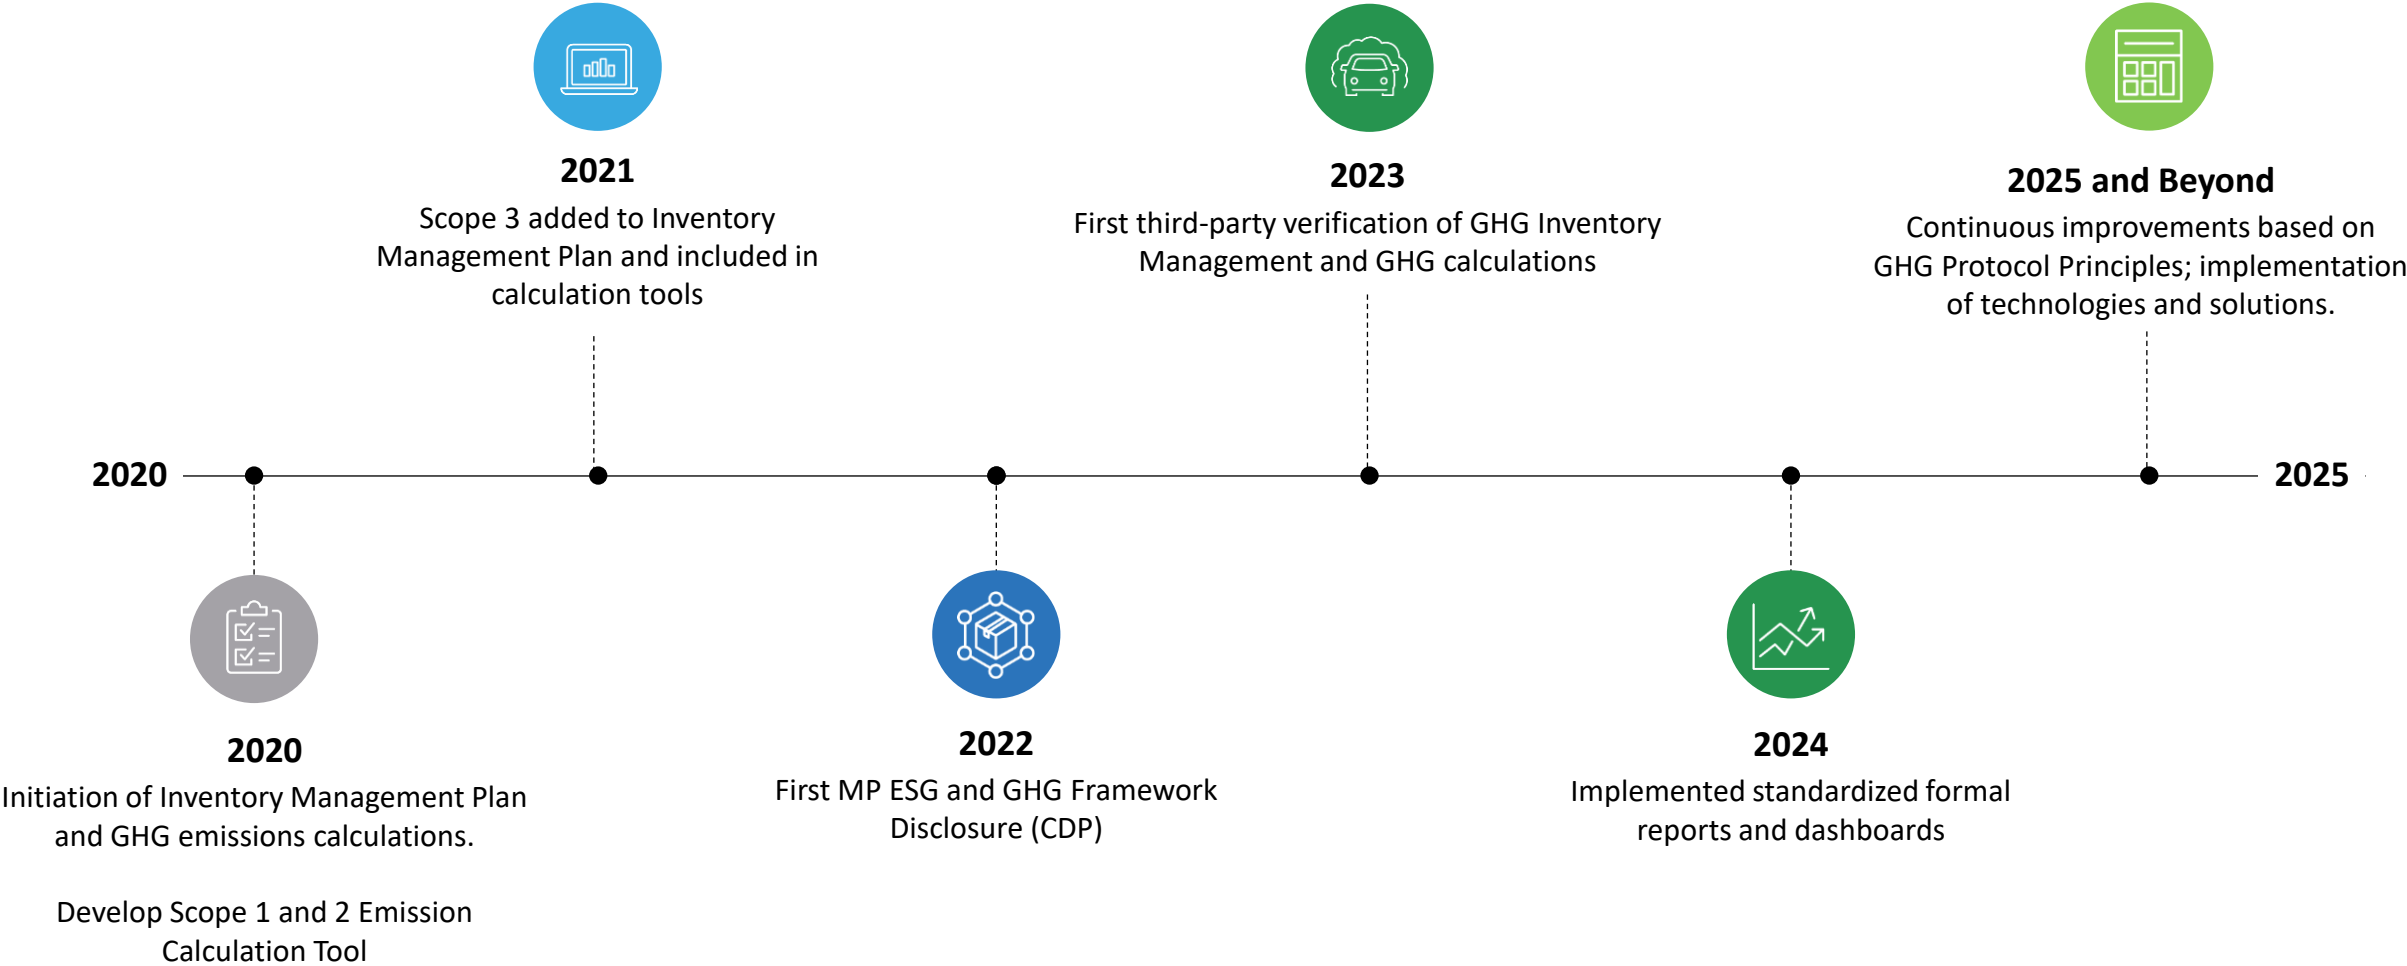 2021
Scope 3 added to Inventory
Management Plan and included in
calculation tools
2023
First third-party verification of GHG Inventory
Management and GHG calculations
2025 and Beyond
Continuous improvements based on
GHG Protocol Principles; implementation
of technologies and solutions.
2020
2025
2020
Initiation of Inventory Management Plan
and GHG emissions calculations.
Develop Scope 1 and 2 Emission
Calculation Tool
2022
First MP ESG and GHG Framework
Disclosure (CDP)
2024
Implemented standardized formal
reports and dashboards